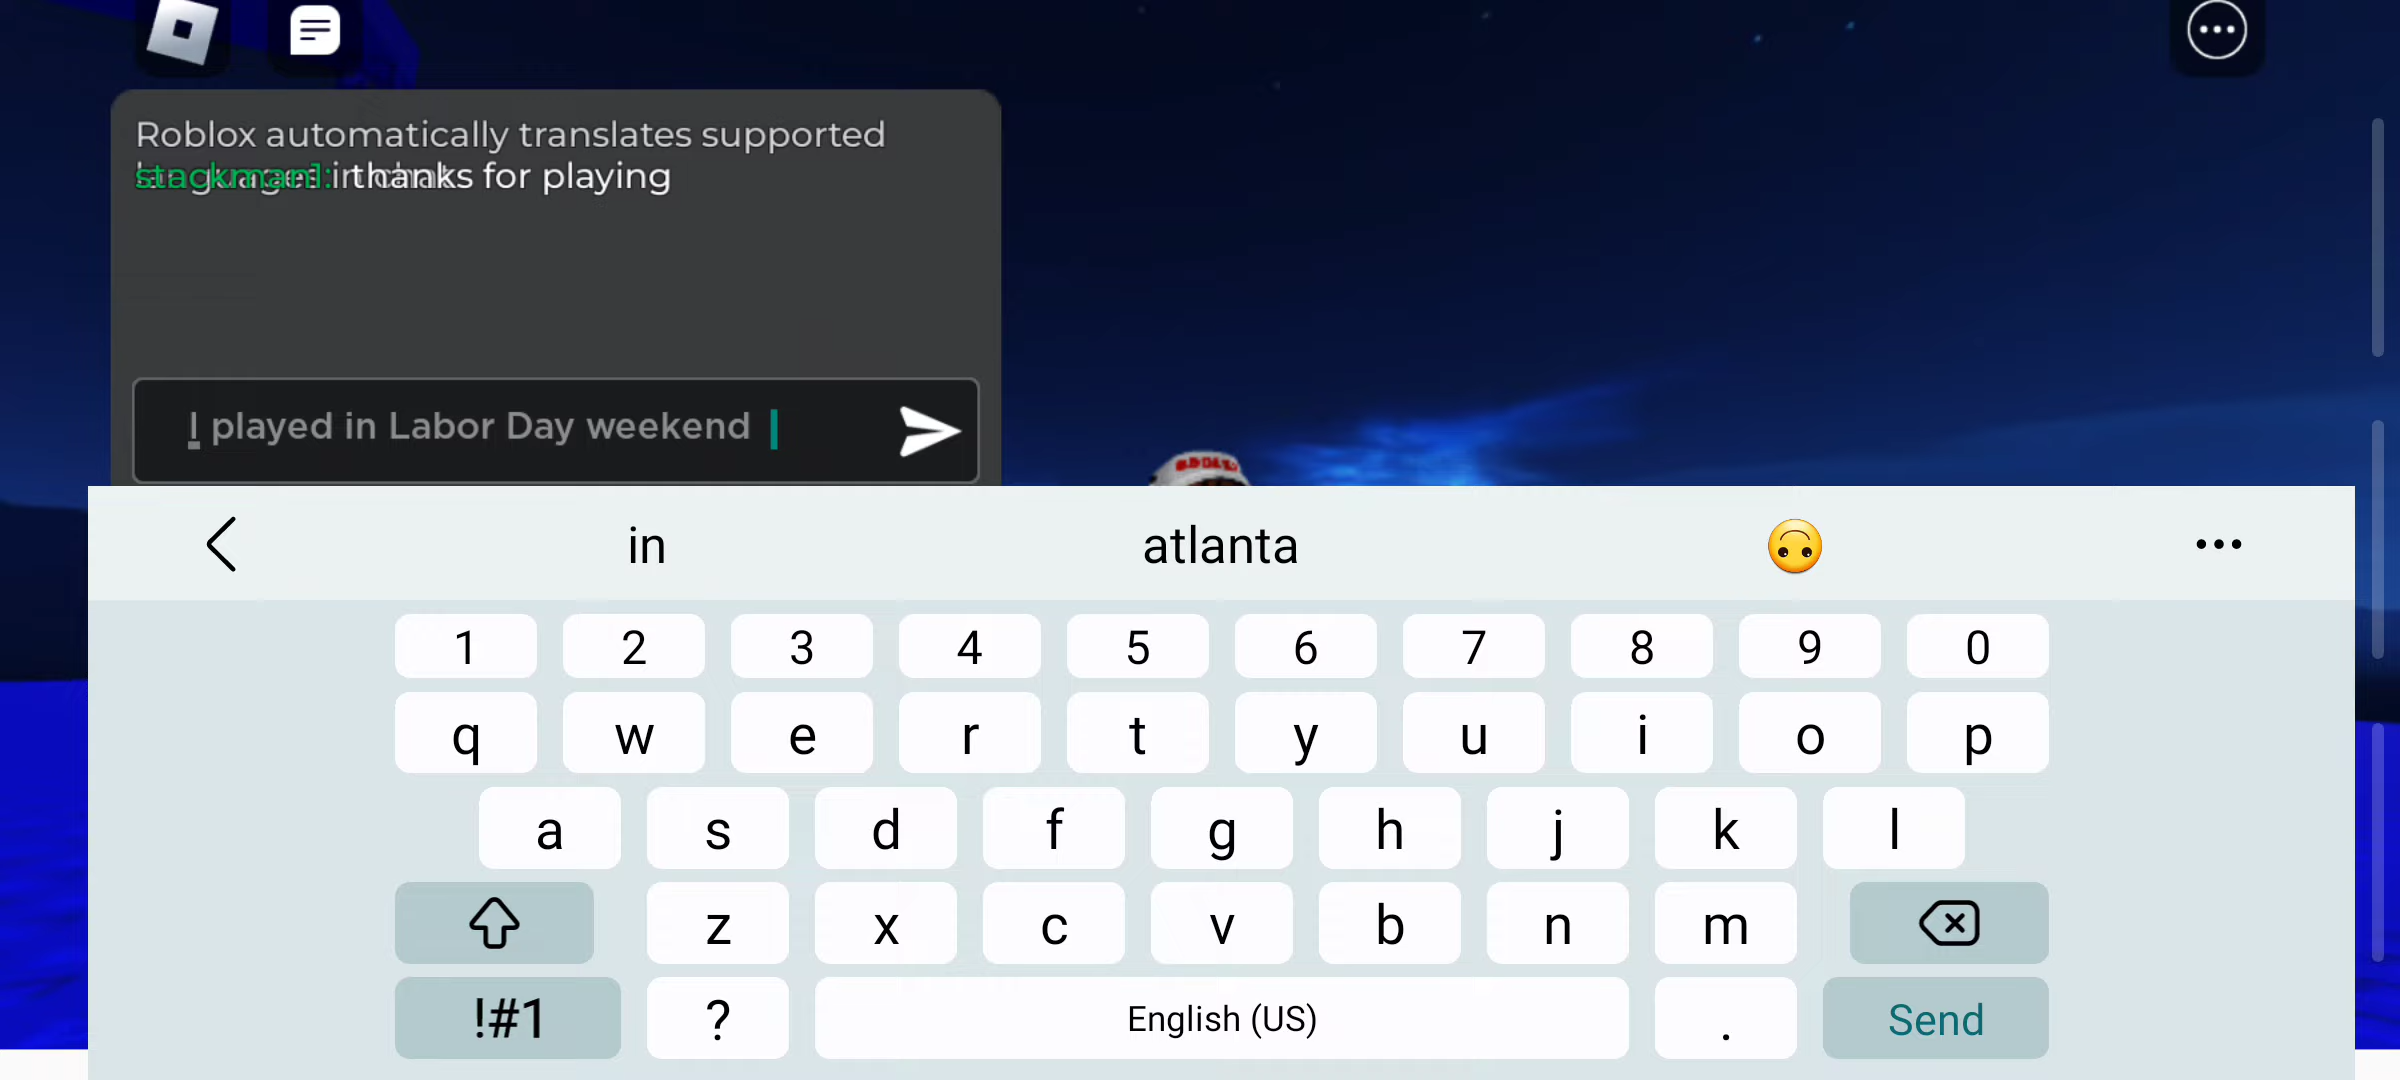 Roblox automatically translates supported
stackman1: thanks for playing
I played in Labor Day weekend
in atlanta
1 2 3 4 5 6 7 8 9 0
q w e r t y u i o p
a s d f g h j k l
z x c v b n m
!#1 ? English (US) . Send